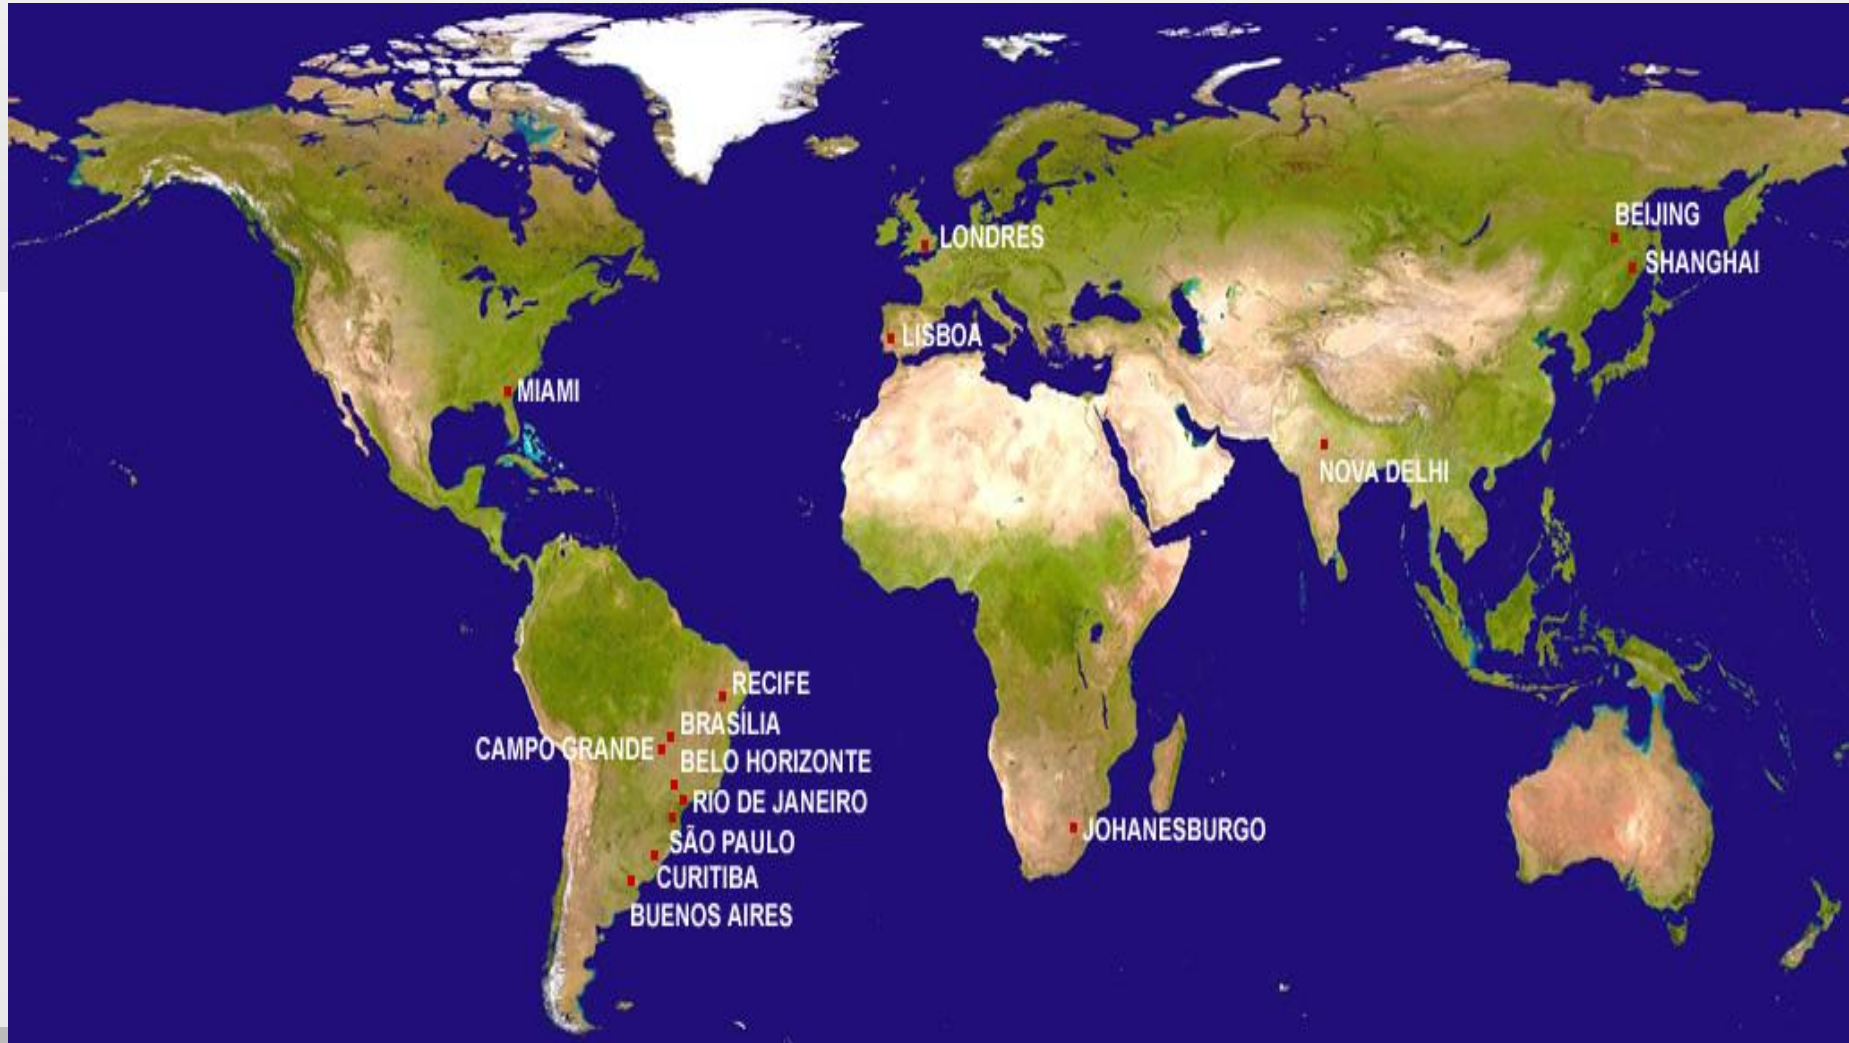 BEIJING
LONDRES
SHANGHAI
LISBOA
MIAMI
NOVA DELHI
RECIFE
BRASÍLIA
CAMPO GRANDE
BELO HORIZONTE
RIO DE JANEIRO
JOHANESBURGO
SÃO PAULO
CURITIBA
BUENOS AIRES